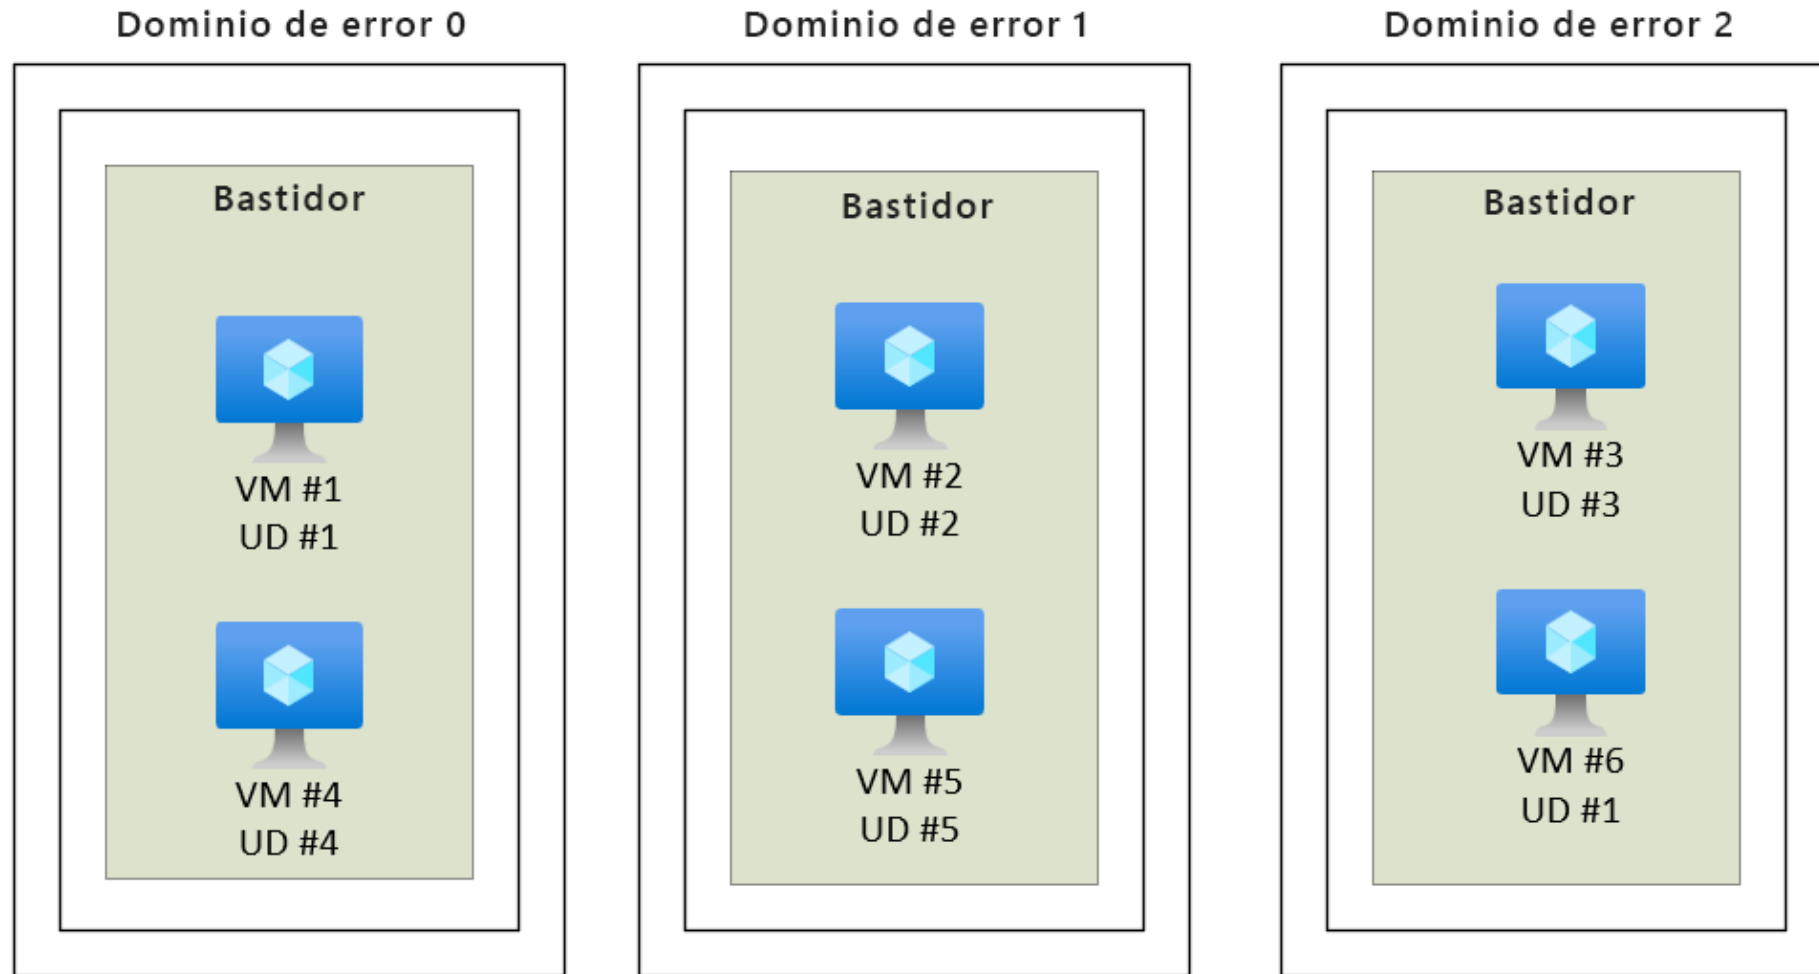 Dominio de error 0
Bastidor
VM #1
UD #1
VM #4
UD #4
Dominio de error 1
Bastidor
VM #2
UD #2
VM #5
UD #5
Dominio de error 2
Bastidor
VM #3
UD #3
VM #6
UD #1